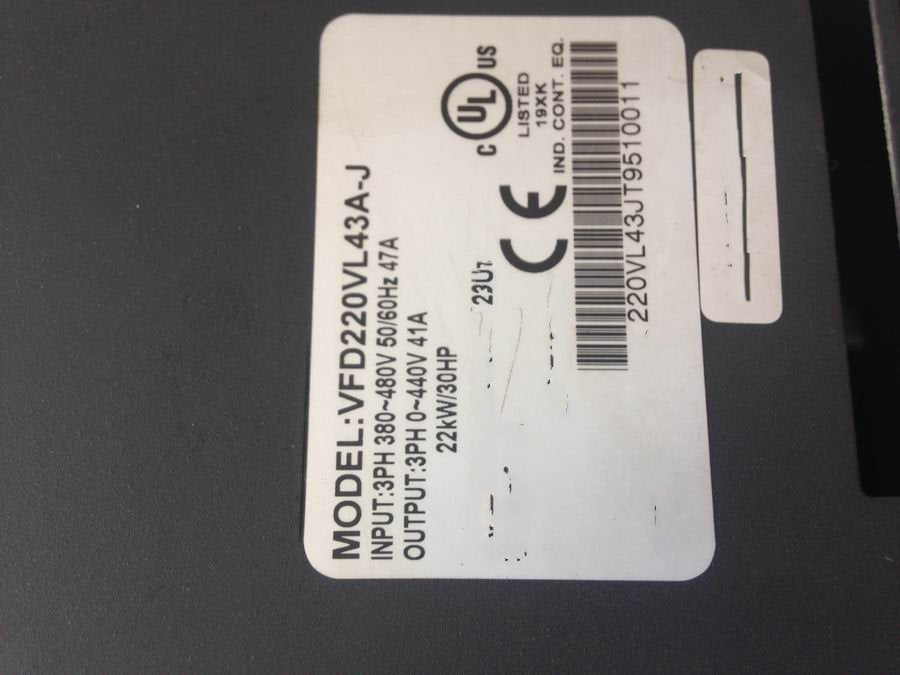 MODEL:VFD220VL43A-J
INPUT:3PH 380~480V 50/60Hz 47A
OUTPUT:3PH 0~440V 41A
22kW/30HP
C UL US
LISTED
19XK
IND. CONT. EQ.
CE
220VL43JT9510011